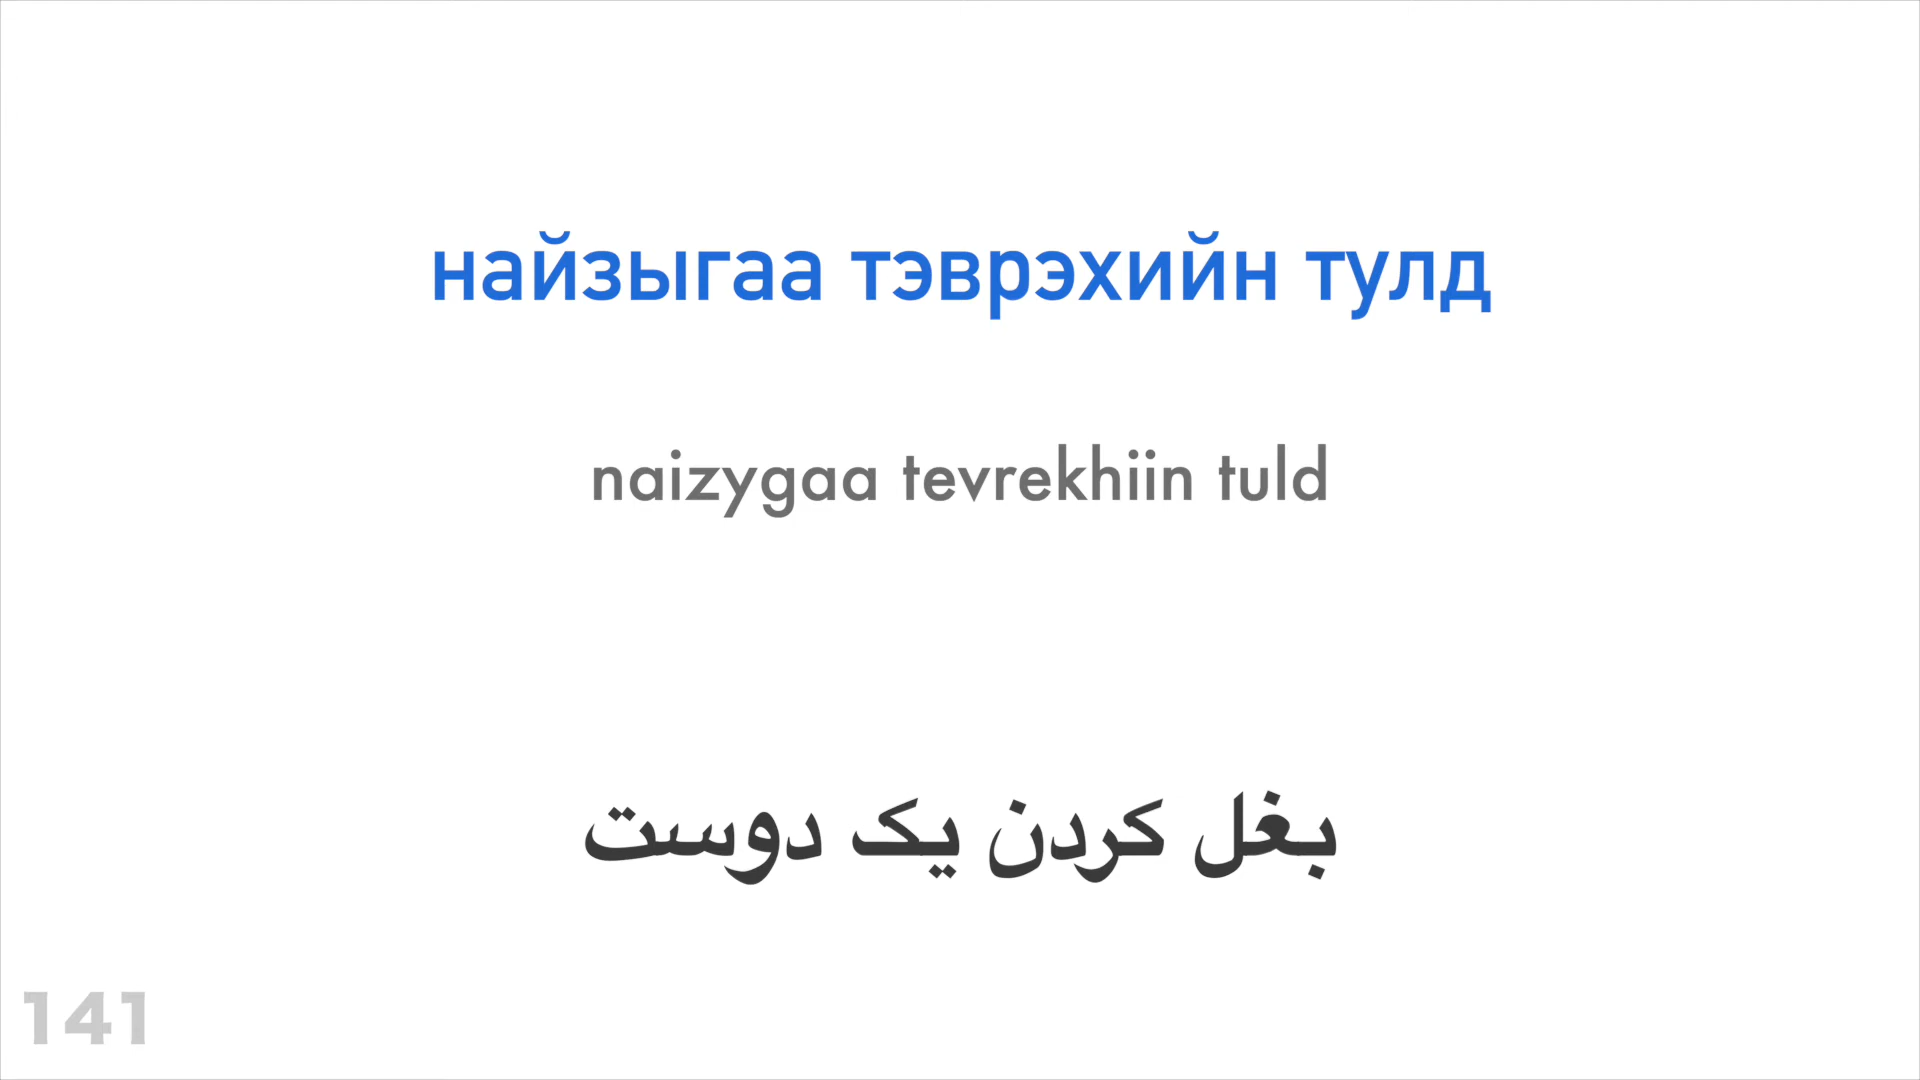 найзыгаа тэврэхийн тулд
naizygaa tevrekhiin tuld
بغل کردن یک دوست
141